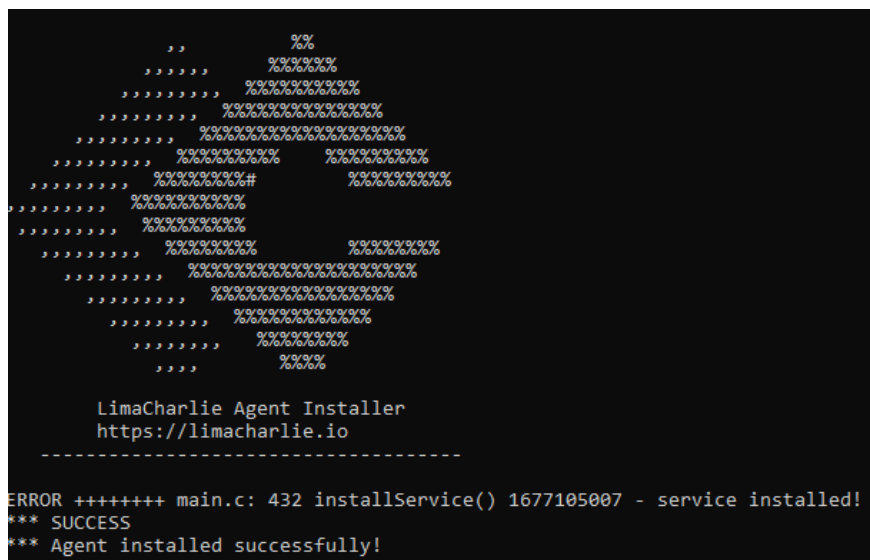 ,,         %%
,,,,,,     %%%%%%
,,,,,,,,,  %%%%%%%%%%
,,,,,,,,,  %%%%%%%%%%%%%%
,,,,,,,,,  %%%%%%%%%%%%%%%%%%
,,,,,,,,,  %%%%%%%%%    %%%%%%%%%
,,,,,,,,,  %%%%%%%%#        %%%%%%%%%
,,,,,,,,,  %%%%%%%%%%
,,,,,,,,,  %%%%%%%%%
,,,,,,,,,  %%%%%%%%        %%%%%%%%
,,,,,,,,,  %%%%%%%%%%%%%%%%%%%%
,,,,,,,,,  %%%%%%%%%%%%%%%%
,,,,,,,,,  %%%%%%%%%%%%
,,,,,,,,   %%%%%%%%
,,,,       %%%%
LimaCharlie Agent Installer
https://limacharlie.io
-------------------------------------
ERROR ++++++++ main.c: 432 installService() 1677105007 - service installed!
*** SUCCESS
*** Agent installed successfully!